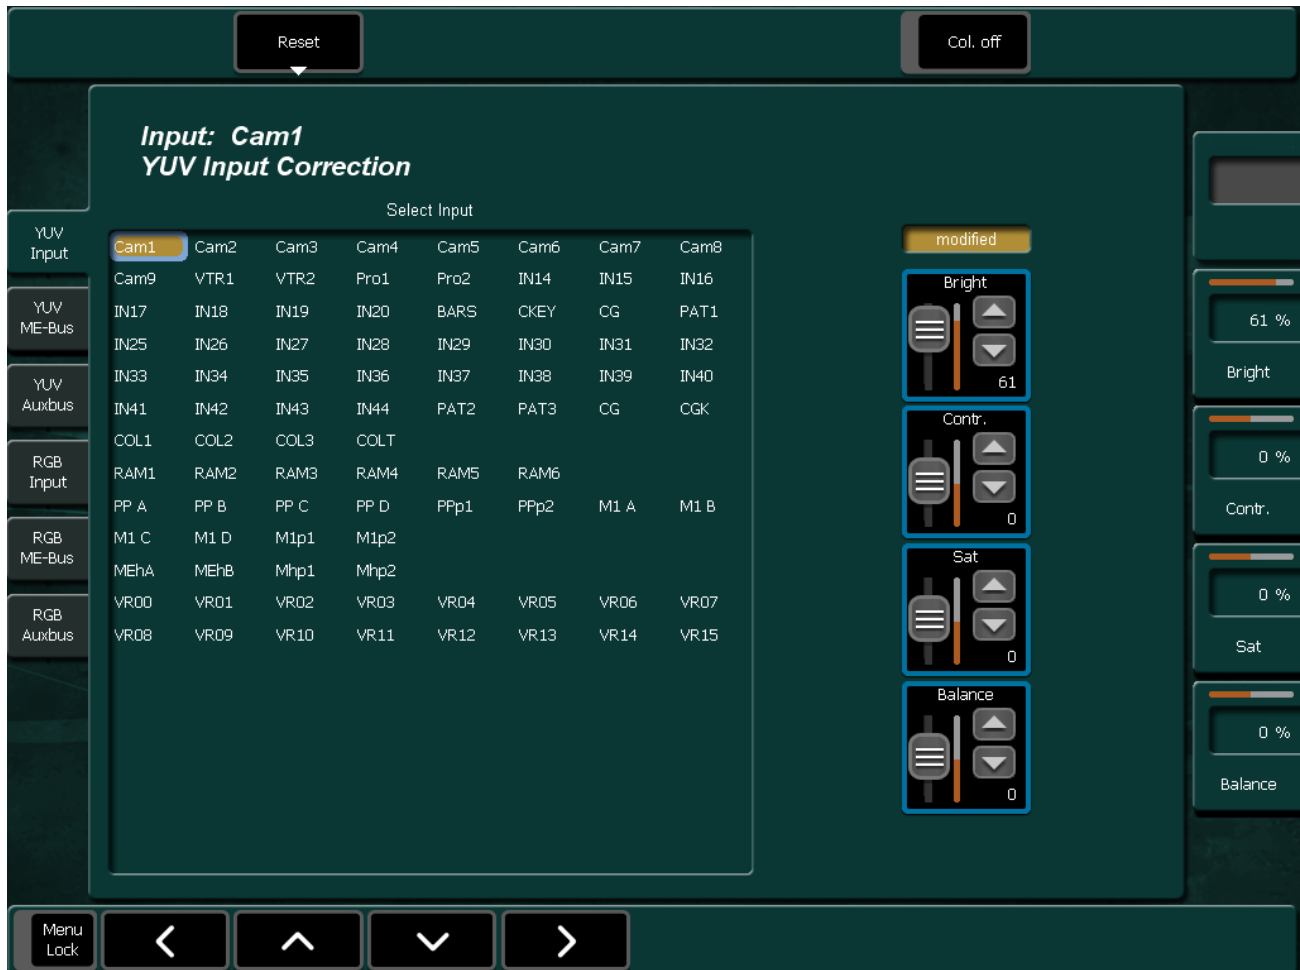 Reset
Col. off
Input: Cam1
YUV Input Correction
Select Input
YUV
Input
YUV
ME-Bus
YUV
Auxbus
RGB
Input
RGB
ME-Bus
RGB
Auxbus
Cam1 Cam2 Cam3 Cam4 Cam5 Cam6 Cam7 Cam8
Cam9 VTR1 VTR2 Pro1 Pro2 IN14 IN15 IN16
IN17 IN18 IN19 IN20 BARS CKEY CG PAT1
IN25 IN26 IN27 IN28 IN29 IN30 IN31 IN32
IN33 IN34 IN35 IN36 IN37 IN38 IN39 IN40
IN41 IN42 IN43 IN44 PAT2 PAT3 CG CGK
COL1 COL2 COL3 COLT
RAM1 RAM2 RAM3 RAM4 RAM5 RAM6
PP A PP B PP C PP D PPp1 PPp2 M1 A M1 B
M1 C M1 D M1p1 M1p2
MEhA MEhB Mhp1 Mhp2
VR00 VR01 VR02 VR03 VR04 VR05 VR06 VR07
VR08 VR09 VR10 VR11 VR12 VR13 VR14 VR15
modified
Bright
61
Contr.
0
Sat
0
Balance
0
61 %
Bright
0 %
Contr.
0 %
Sat
0 %
Balance
Menu
Lock